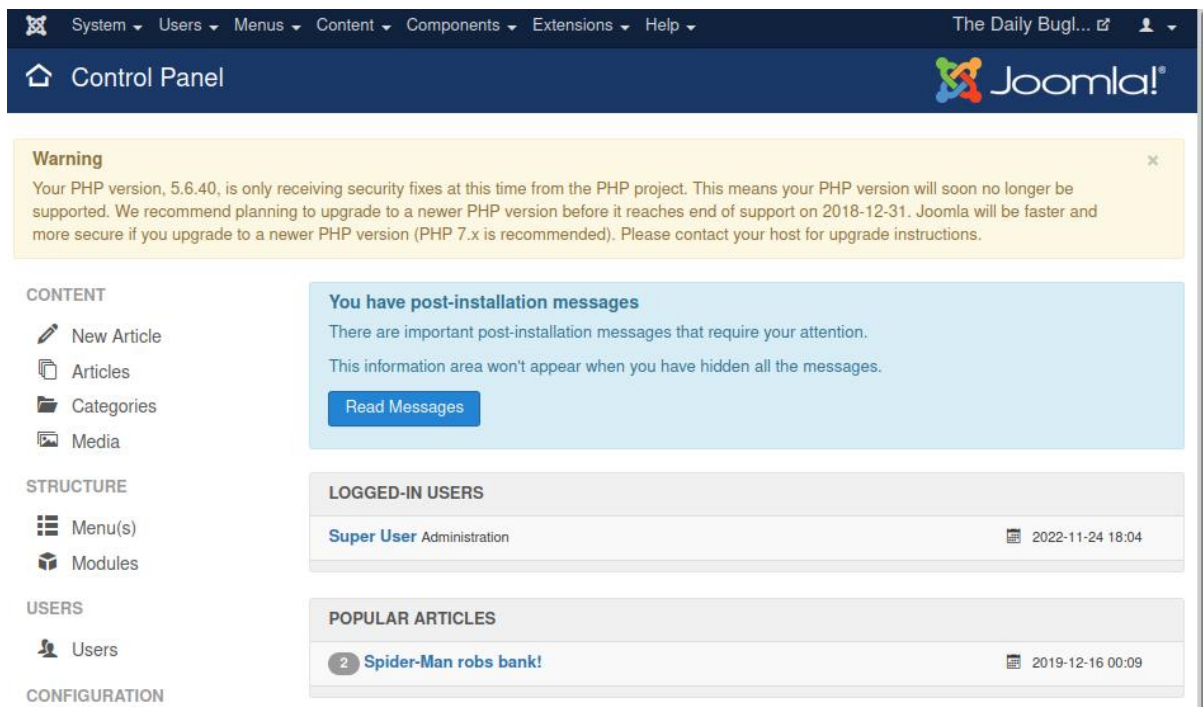 System Users Menus Content Components Extensions Help The Daily Bugl...
Control Panel Joomla!®
Warning ×
Your PHP version, 5.6.40, is only receiving security fixes at this time from the PHP project. This means your PHP version will soon no longer be
supported. We recommend planning to upgrade to a newer PHP version before it reaches end of support on 2018-12-31. Joomla will be faster and
more secure if you upgrade to a newer PHP version (PHP 7.x is recommended). Please contact your host for upgrade instructions.
CONTENT
New Article
Articles
Categories
Media
STRUCTURE
Menu(s)
Modules
USERS
Users
CONFIGURATION
You have post-installation messages
There are important post-installation messages that require your attention.
This information area won't appear when you have hidden all the messages.
Read Messages
LOGGED-IN USERS
Super User Administration 2022-11-24 18:04
POPULAR ARTICLES
2 Spider-Man robs bank! 2019-12-16 00:09